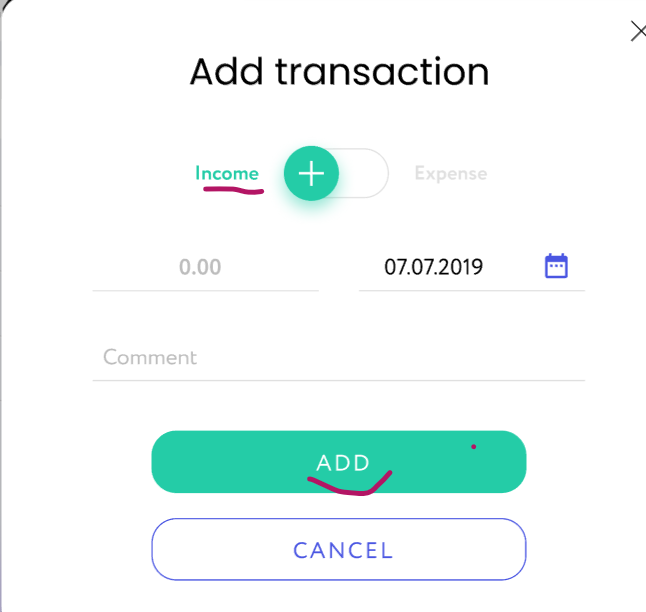 Add transaction
Income Expense
0.00 07.07.2019
Comment
ADD
CANCEL